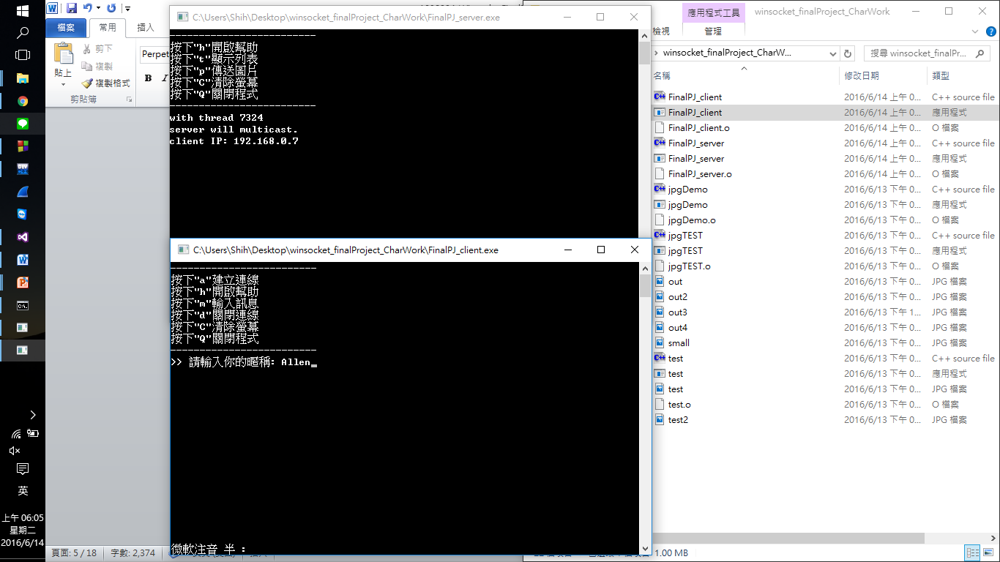 檔案
常用
插入
貼上
剪下
複製
複製格式
剪貼簿
Perpet
B I
C:\Users\Shih\Desktop\winsocket_finalProject_CharWork\FinalPJ_server.exe
-------------------------
按下"h"開啟幫助
按下"t"顯示列表
按下"p"傳送圖片
按下"C"清除螢幕
按下"Q"關閉程式
-------------------------
with thread 7324
server will multicast.
client IP: 192.168.0.7
C:\Users\Shih\Desktop\winsocket_finalProject_CharWork\FinalPJ_client.exe
-------------------------
按下"a"建立連線
按下"h"開啟幫助
按下"m"輸入訊息
按下"d"關閉連線
按下"C"清除螢幕
按下"Q"關閉程式
-------------------------
>> 請輸入你的暱稱: Allen_
微軟注音 半 :
應用程式工具
winsocket_finalProject_CharWork
檢視
管理
winsocket_finalProject_CharW...
搜尋 winsocket_finalPr...
名稱 修改日期 類型
FinalPJ_client 2016/6/14 上午 0... C++ source file
FinalPJ_client 2016/6/14 上午 0... 應用程式
FinalPJ_client.o 2016/6/14 上午 0... O 檔案
FinalPJ_server 2016/6/14 上午 0... C++ source file
FinalPJ_server 2016/6/14 上午 0... 應用程式
FinalPJ_server.o 2016/6/14 上午 0... O 檔案
jpgDemo 2016/6/13 下午 0... C++ source file
jpgDemo 2016/6/13 下午 0... 應用程式
jpgDemo.o 2016/6/13 下午 0... O 檔案
jpgTEST 2016/6/13 下午 0... C++ source file
jpgTEST 2016/6/13 下午 0... 應用程式
jpgTEST.o 2016/6/13 下午 0... O 檔案
out 2016/6/13 下午 0... JPG 檔案
out2 2016/6/13 下午 0... JPG 檔案
out3 2016/6/13 下午 1... JPG 檔案
out4 2016/6/13 下午 0... JPG 檔案
small 2016/6/13 下午 0... JPG 檔案
test 2016/6/13 下午 0... C++ source file
test 2016/6/13 下午 0... 應用程式
test 2016/6/13 下午 0... JPG 檔案
test.o 2016/6/13 下午 0... O 檔案
test2 2016/6/13 下午 0... JPG 檔案
1.00 MB
英
上午 06:05
星期二
2016/6/14
頁面: 5 / 18
字數: 2,374